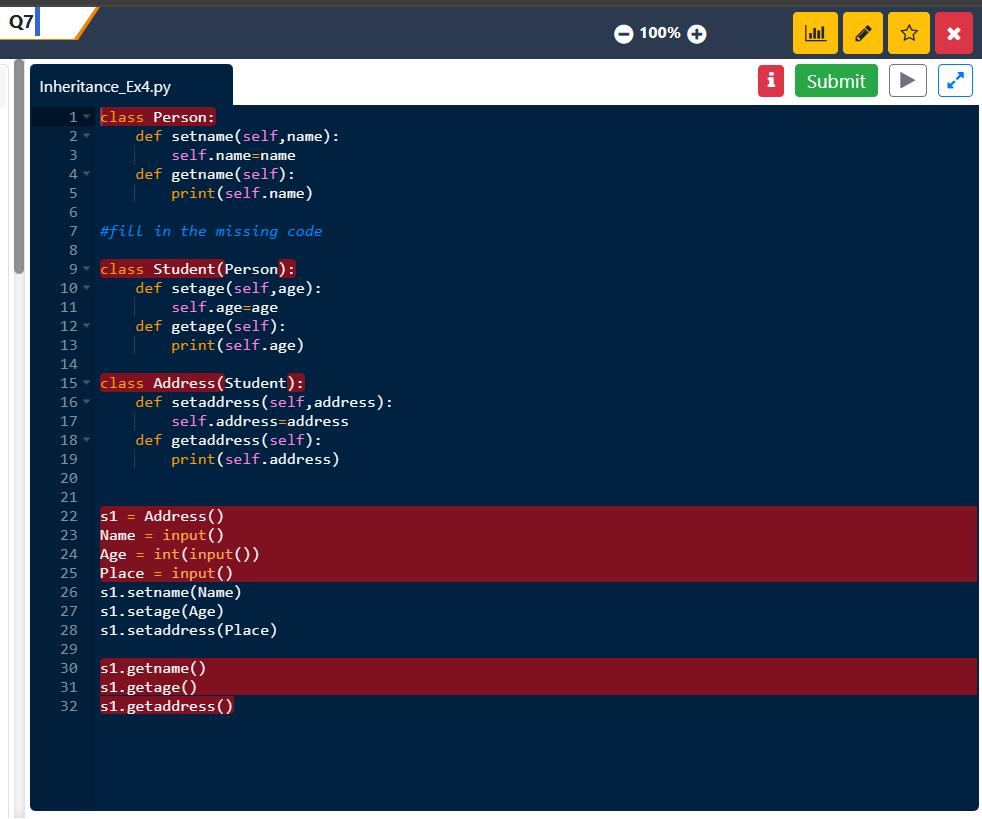 Q7
100%
Inheritance_Ex4.py
Submit
1 class Person:
2     def setname(self,name):
3         self.name=name
4     def getname(self):
5         print(self.name)
6
7 #fill in the missing code
8
9 class Student(Person):
10     def setage(self,age):
11         self.age=age
12     def getage(self):
13         print(self.age)
14
15 class Address(Student):
16     def setaddress(self,address):
17         self.address=address
18     def getaddress(self):
19         print(self.address)
20
21
22 s1 = Address()
23 Name = input()
24 Age = int(input())
25 Place = input()
26 s1.setname(Name)
27 s1.setage(Age)
28 s1.setaddress(Place)
29
30 s1.getname()
31 s1.getage()
32 s1.getaddress()